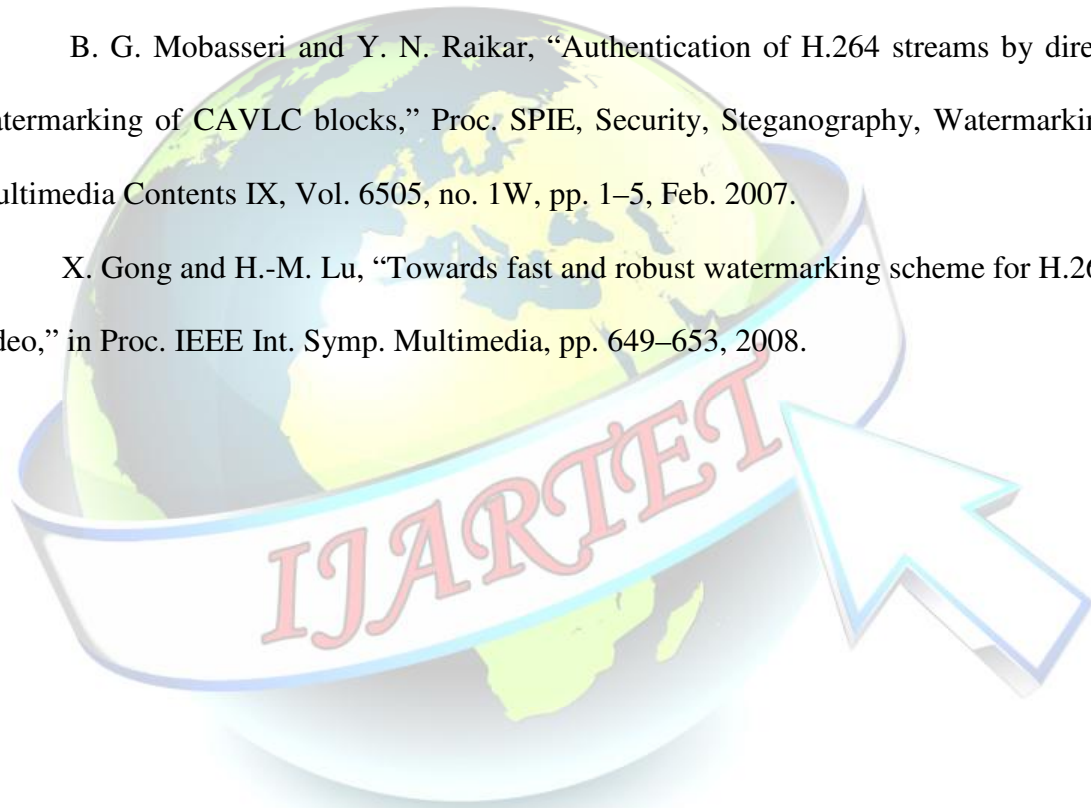 B. G. Mobasseri and Y. N. Raikar, “Authentication of H.264 streams by dire
termarking of CAVLC blocks,” Proc. SPIE, Security, Steganography, Watermarkin
ultimedia Contents IX, Vol. 6505, no. 1W, pp. 1–5, Feb. 2007.
X. Gong and H.-M. Lu, “Towards fast and robust watermarking scheme for H.26
deo,” in Proc. IEEE Int. Symp. Multimedia, pp. 649–653, 2008.
IJARTET